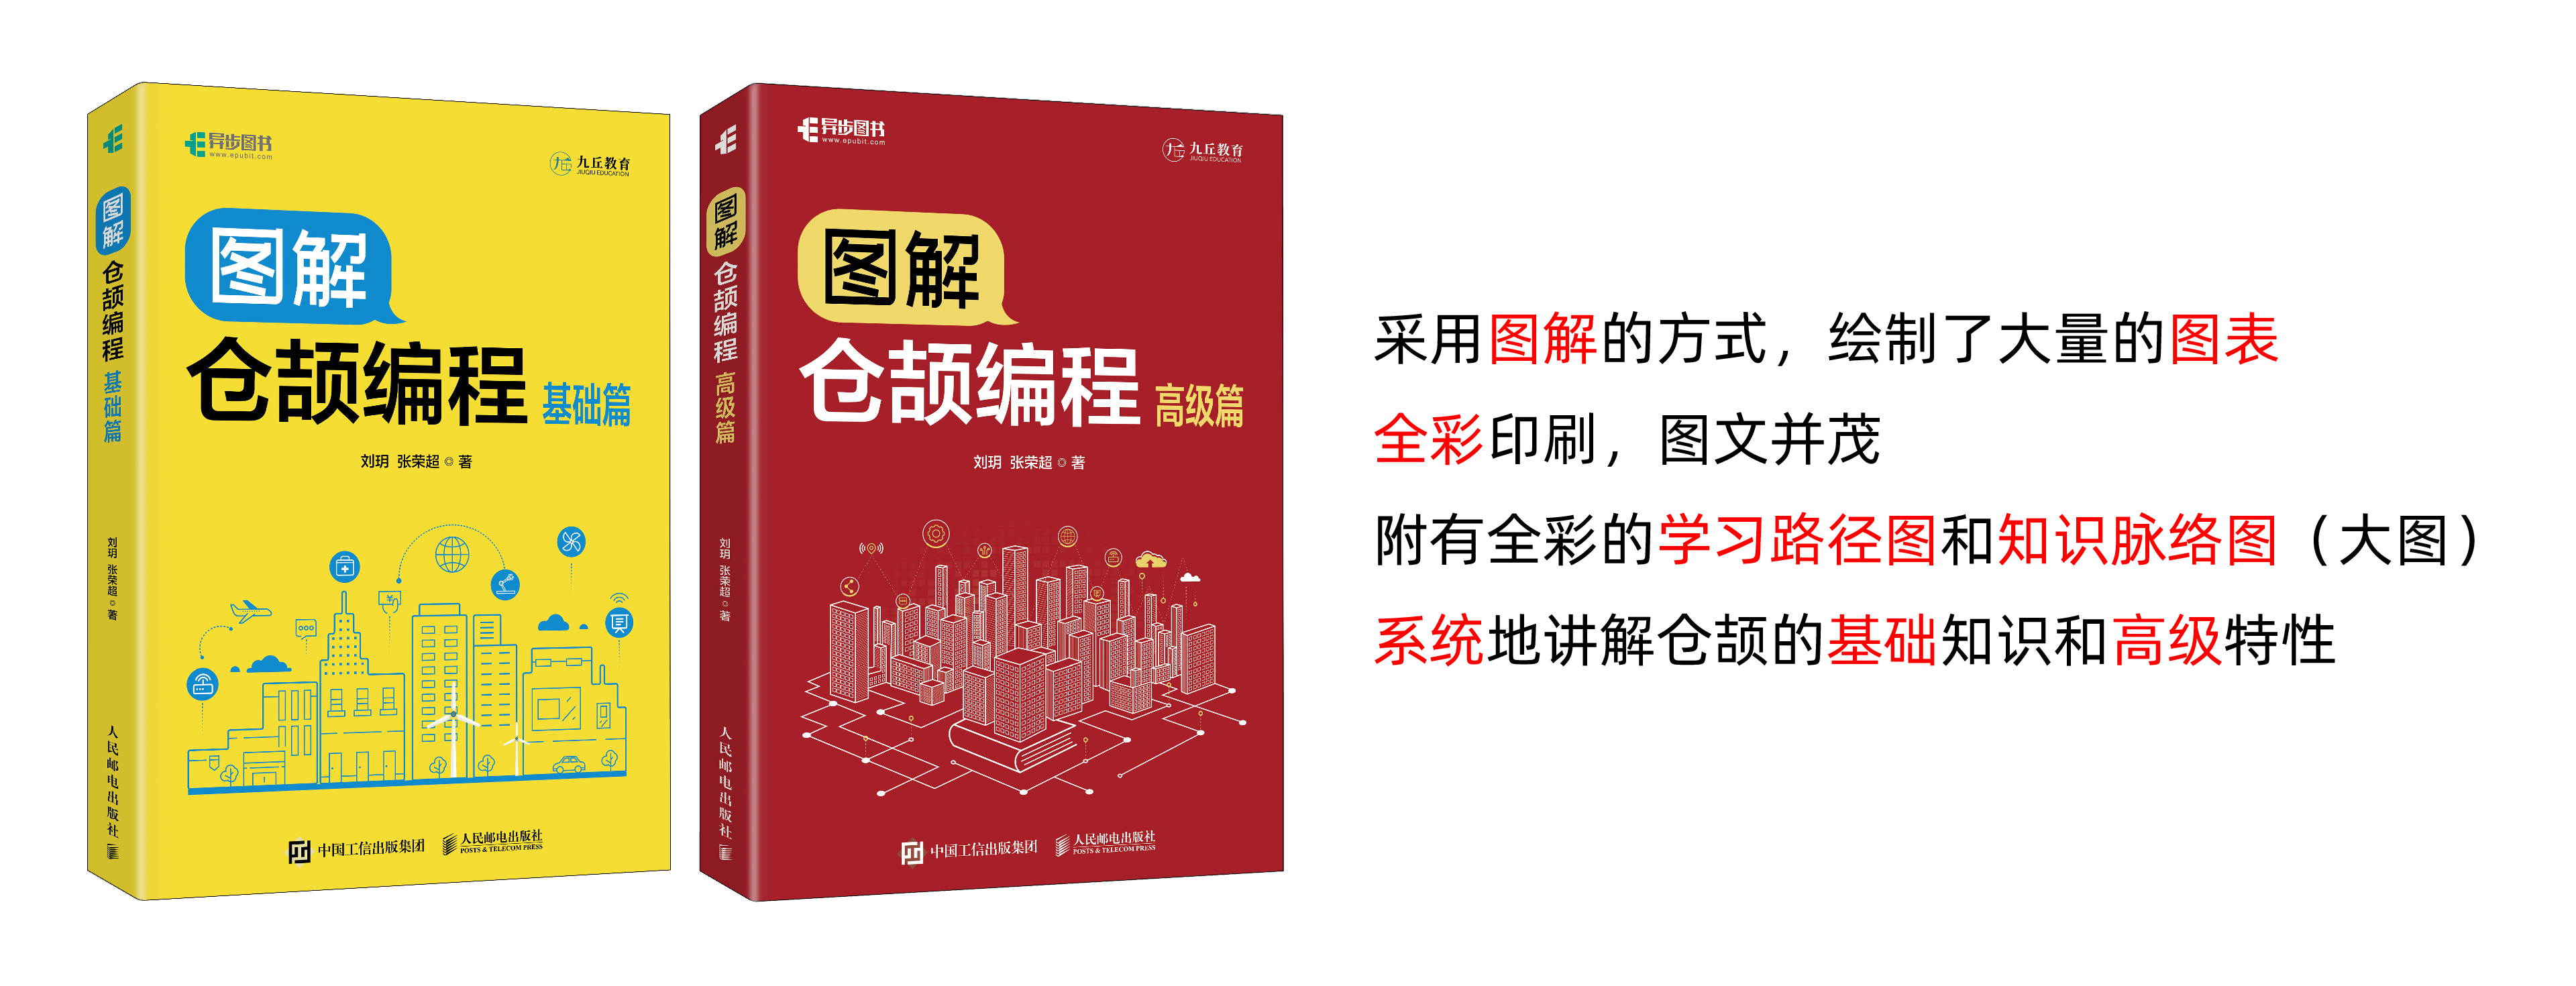 异步图书
www.epubit.com
九丘教育
JIUQIU EDUCATION
图解
仓颉编程 基础篇
刘玥 张荣超 著
中国工信出版集团
人民邮电出版社
POSTS & TELECOM PRESS
图解 仓颉编程 基础篇
刘玥 张荣超 著
人民邮电出版社
异步图书
www.epubit.com
九丘教育
JIUQIU EDUCATION
图解
仓颉编程 高级篇
刘玥 张荣超 著
中国工信出版集团
人民邮电出版社
POSTS & TELECOM PRESS
图解 仓颉编程 高级篇
刘玥 张荣超 著
人民邮电出版社
采用图解的方式，绘制了大量的图表
全彩印刷，图文并茂
附有全彩的学习路径图和知识脉络图（大图）
系统地讲解仓颉的基础知识和高级特性